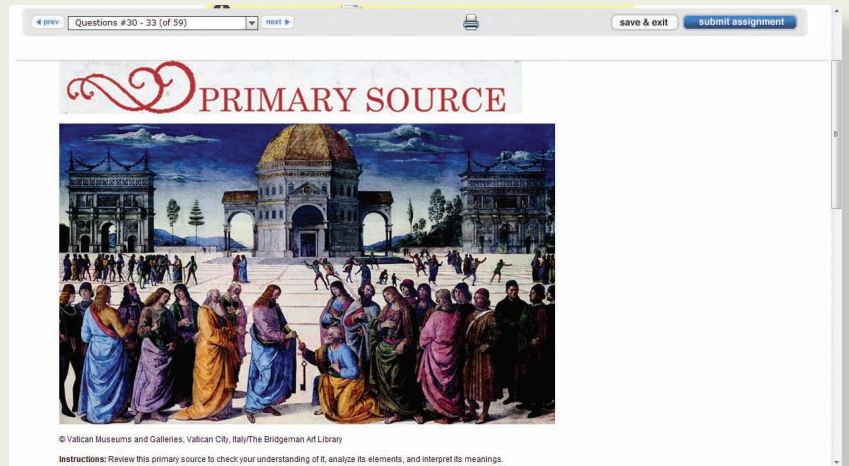 prev Questions #30 - 33 (of 59) next save & exit submit assignment
PRIMARY SOURCE
© Vatican Museums and Galleries, Vatican City, Italy/The Bridgeman Art Library
Instructions: Review this primary source to check your understanding of it, analyze its elements, and interpret its meanings.